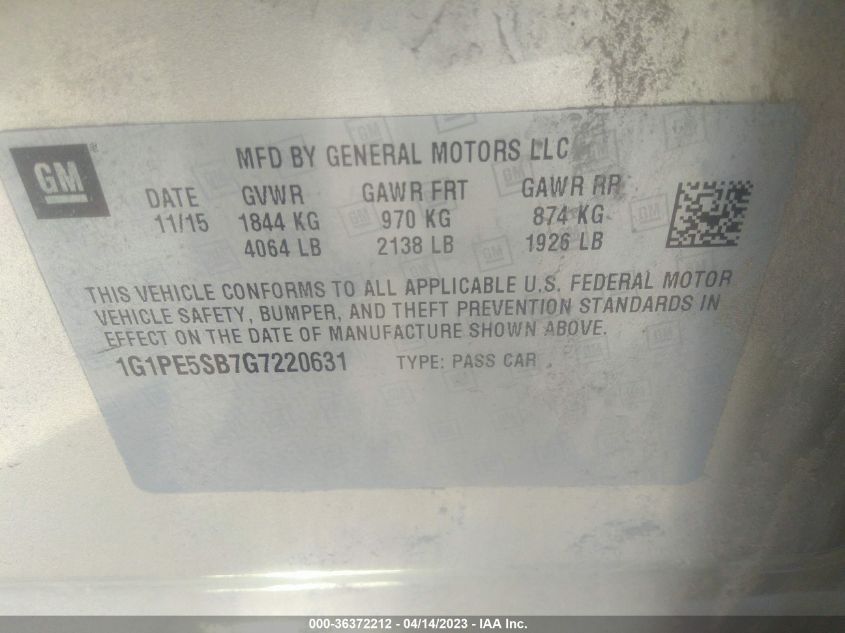 GM
MFD BY GENERAL MOTORS LLC
DATE GVWR GAWR FRT GAWR RR
11/15 1844 KG 970 KG 874 KG
4064 LB 2138 LB 1926 LB
THIS VEHICLE CONFORMS TO ALL APPLICABLE U.S. FEDERAL MOTOR
VEHICLE SAFETY, BUMPER, AND THEFT PREVENTION STANDARDS IN
EFFECT ON THE DATE OF MANUFACTURE SHOWN ABOVE.
1G1PE5SB7G7220631 TYPE: PASS CAR
000-36372212 - 04/14/2023 - IAA Inc.